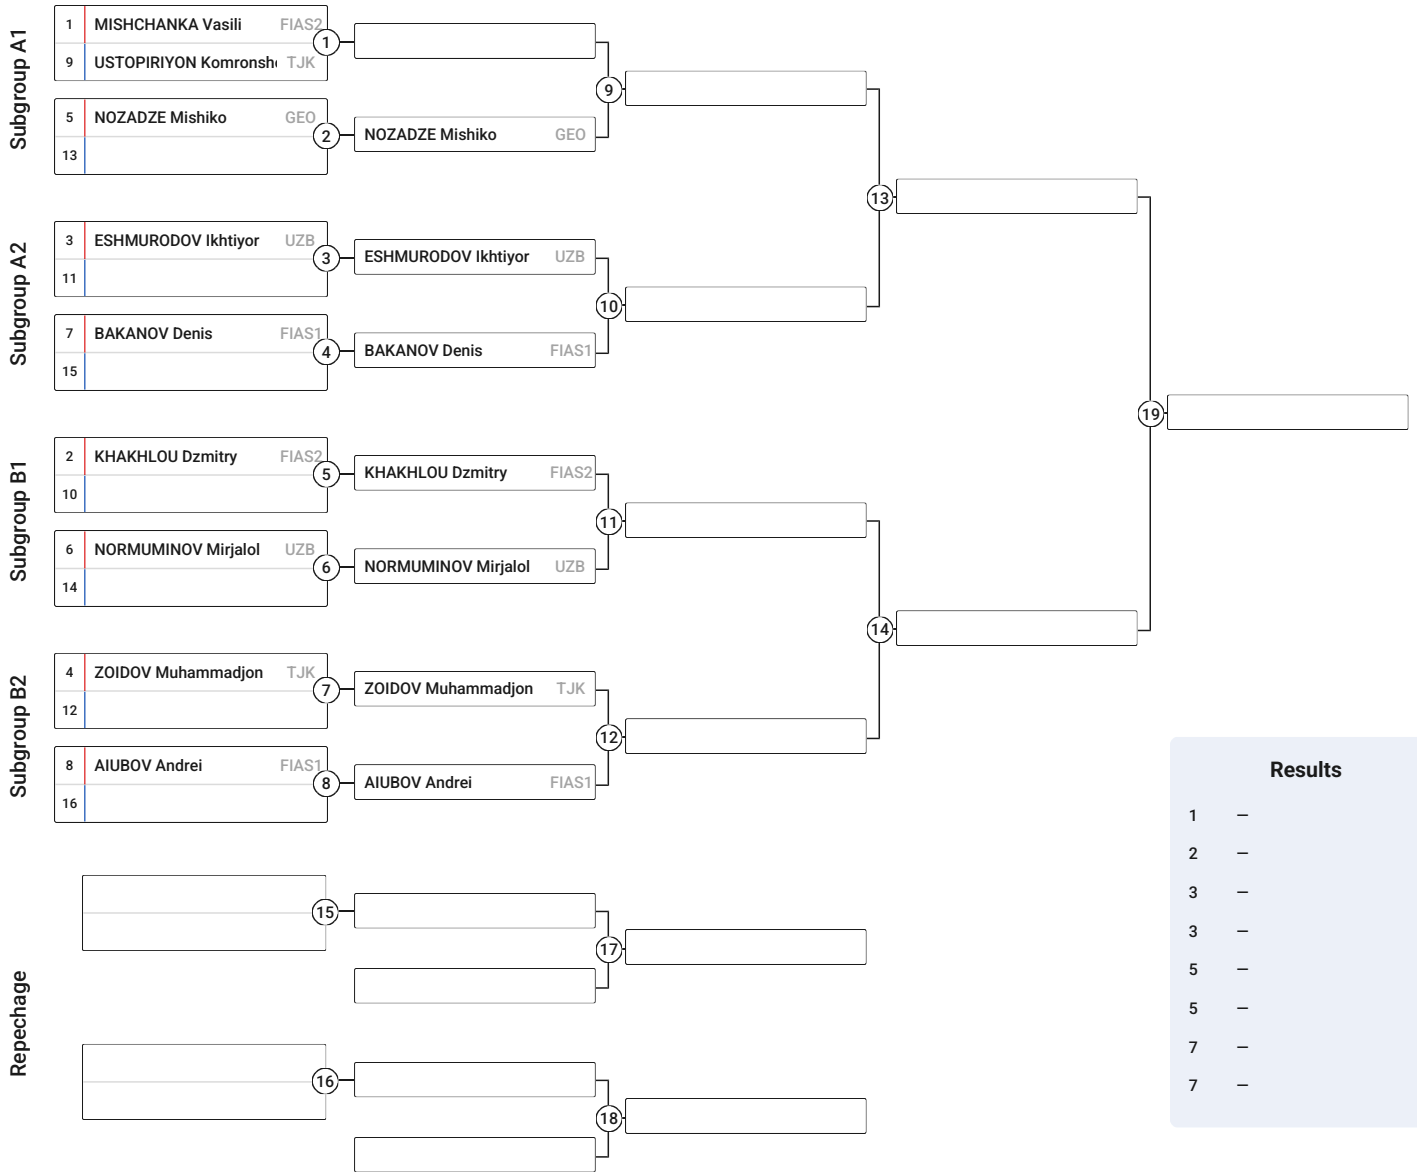 Subgroup A1
1 MISHCHANKA Vasili FIAS2
9 USTOPIRIYON Komronsh TJK
1
5 NOZADZE Mishiko GEO
13
2
NOZADZE Mishiko GEO
9
Subgroup A2
3 ESHMURODOV Ikhtiyor UZB
11
3
ESHMURODOV Ikhtiyor UZB
7 BAKANOV Denis FIAS1
15
4
BAKANOV Denis FIAS1
10
13
Subgroup B1
2 KHAKHLOU Dzmitry FIAS2
10
5
KHAKHLOU Dzmitry FIAS2
6 NORMUMINOV Mirjalol UZB
14
6
NORMUMINOV Mirjalol UZB
11
Subgroup B2
4 ZOIDOV Muhammadjon TJK
12
7
ZOIDOV Muhammadjon TJK
8 AIUBOV Andrei FIAS1
16
8
AIUBOV Andrei FIAS1
12
14
19
Repechage
15
17
16
18
Results
1 –
2 –
3 –
3 –
5 –
5 –
7 –
7 –